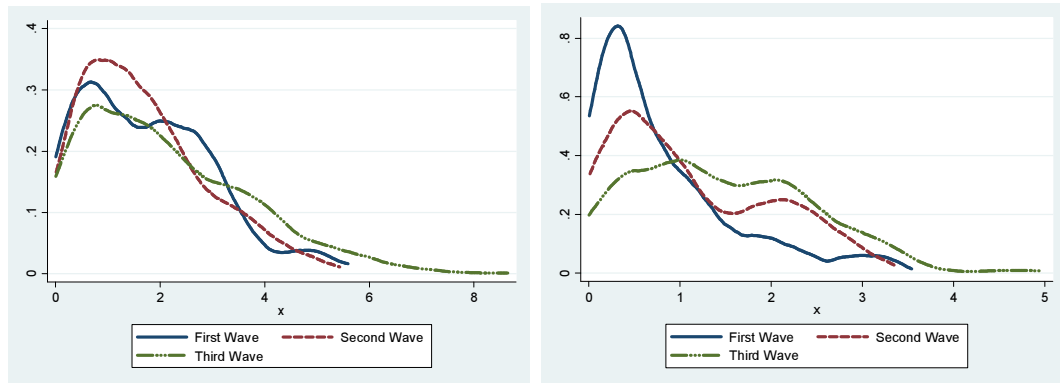 .4
.3
.2
.1
0
0 2 4 6 8
x
First Wave Second Wave
Third Wave
.8
.6
.4
.2
0
0 1 2 3 4 5
x
First Wave Second Wave
Third Wave